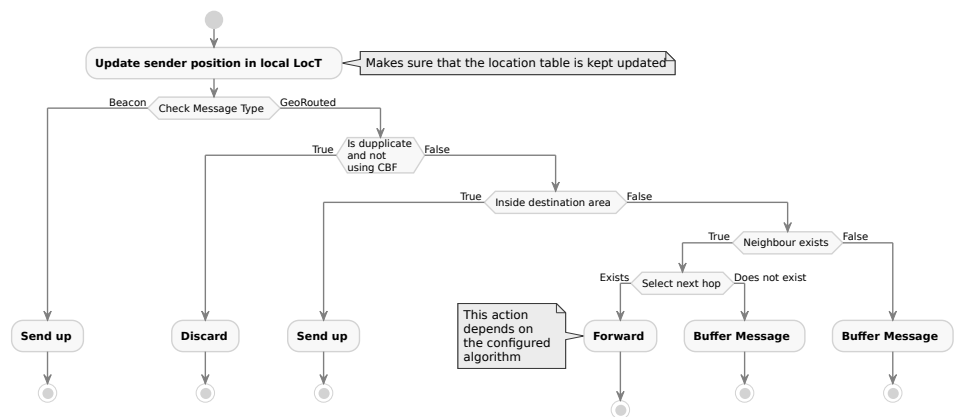 Update sender position in local LocT
Makes sure that the location table is kept updated
Beacon
Check Message Type
GeoRouted
True
Is dupplicate
and not
using CBF
False
True
Inside destination area
False
True
Neighbour exists
False
Exists
Select next hop
Does not exist
This action
depends on
the configured
algorithm
Send up
Discard
Send up
Forward
Buffer Message
Buffer Message